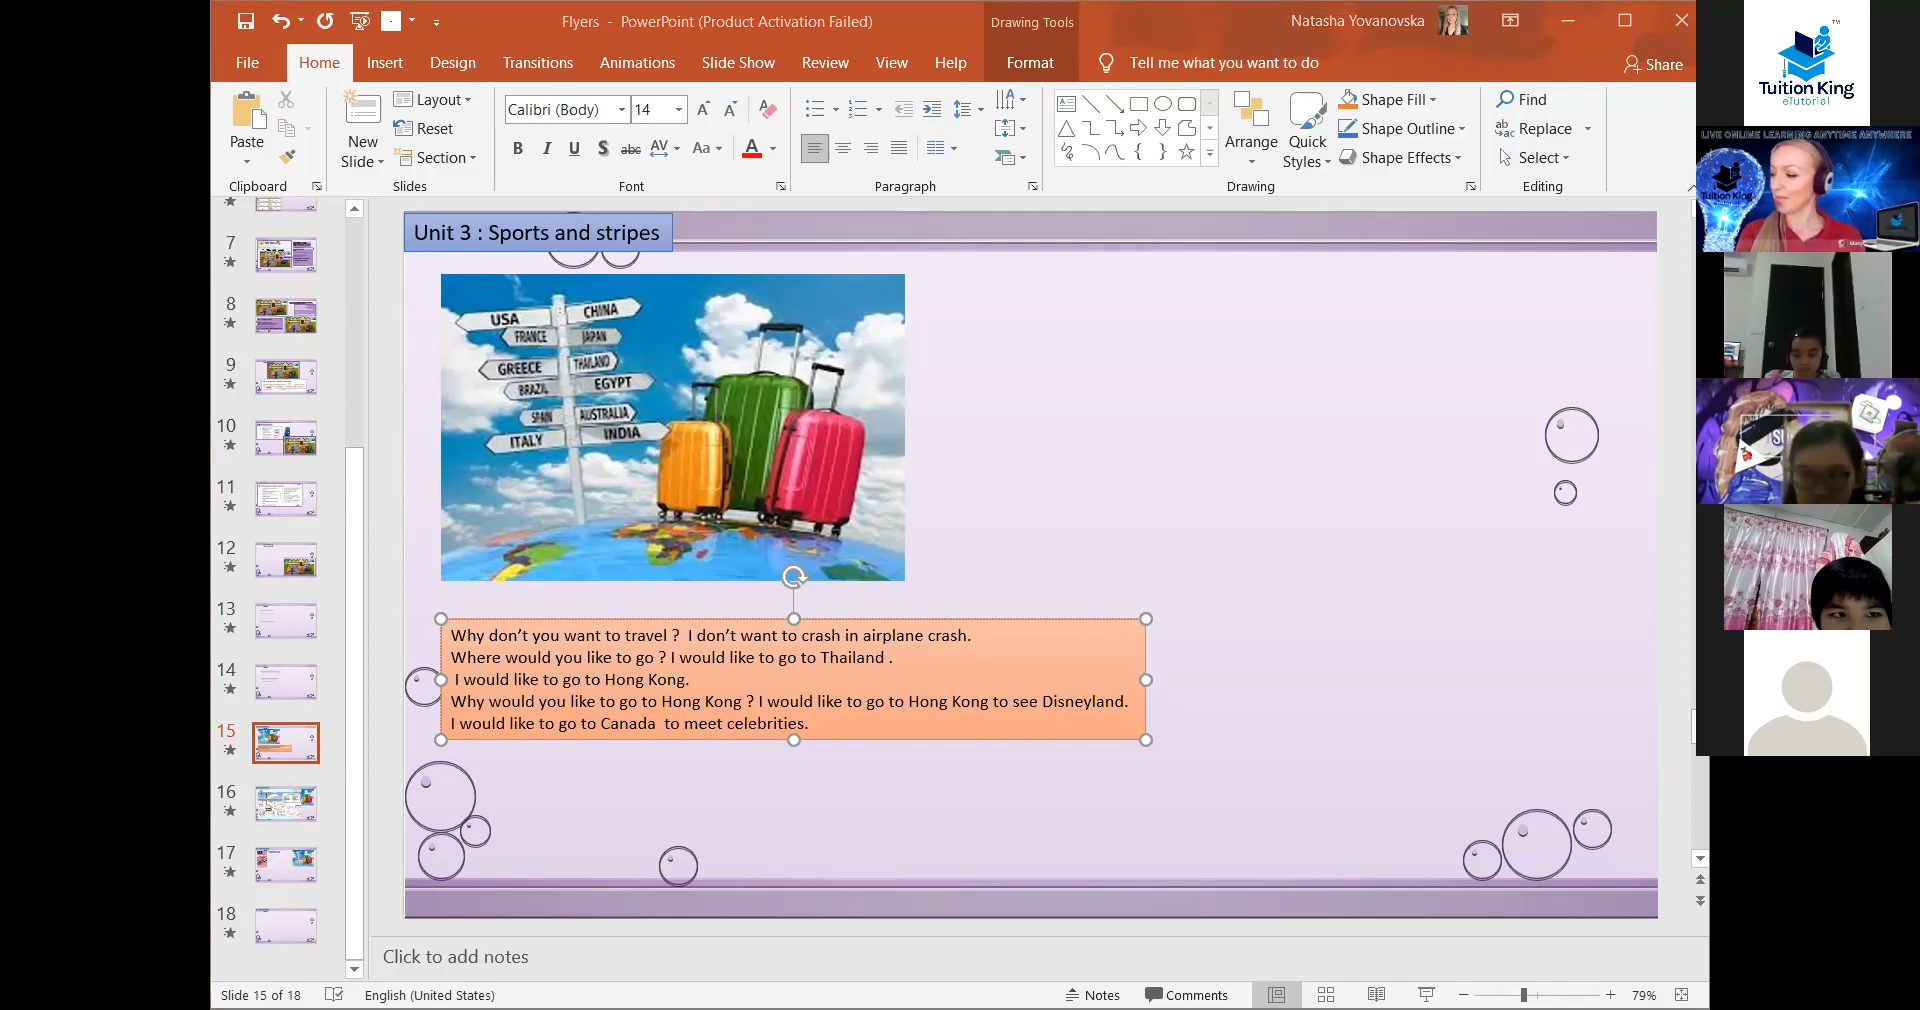 Flyers - PowerPoint (Product Activation Failed)
Drawing Tools
Natasha Yovanovska
File
Home
Insert
Design
Transitions
Animations
Slide Show
Review
View
Help
Format
Tell me what you want to do
Share
Paste
Clipboard
New
Slide
Layout
Reset
Section
Slides
Calibri (Body)
14
B I U S abc AV Aa A
Font
Paragraph
Arrange
Quick
Styles
Shape Fill
Shape Outline
Shape Effects
Drawing
Find
Replace
Select
Editing
Tuition King
eTutorial
LIVE ONLINE LEARNING ANYTIME ANYWHERE
Tuition King
7
8
9
10
11
12
13
14
15
16
17
18
Unit 3 : Sports and stripes
USA
CHINA
FRANCE
JAPAN
GREECE
THAILAND
BRAZIL
EGYPT
SPAIN
AUSTRALIA
ITALY
INDIA
Why don't you want to travel ? I don't want to crash in airplane crash.
Where would you like to go ? I would like to go to Thailand .
I would like to go to Hong Kong.
Why would you like to go to Hong Kong ? I would like to go to Hong Kong to see Disneyland.
I would like to go to Canada to meet celebrities.
Click to add notes
Slide 15 of 18
English (United States)
Notes
Comments
79%